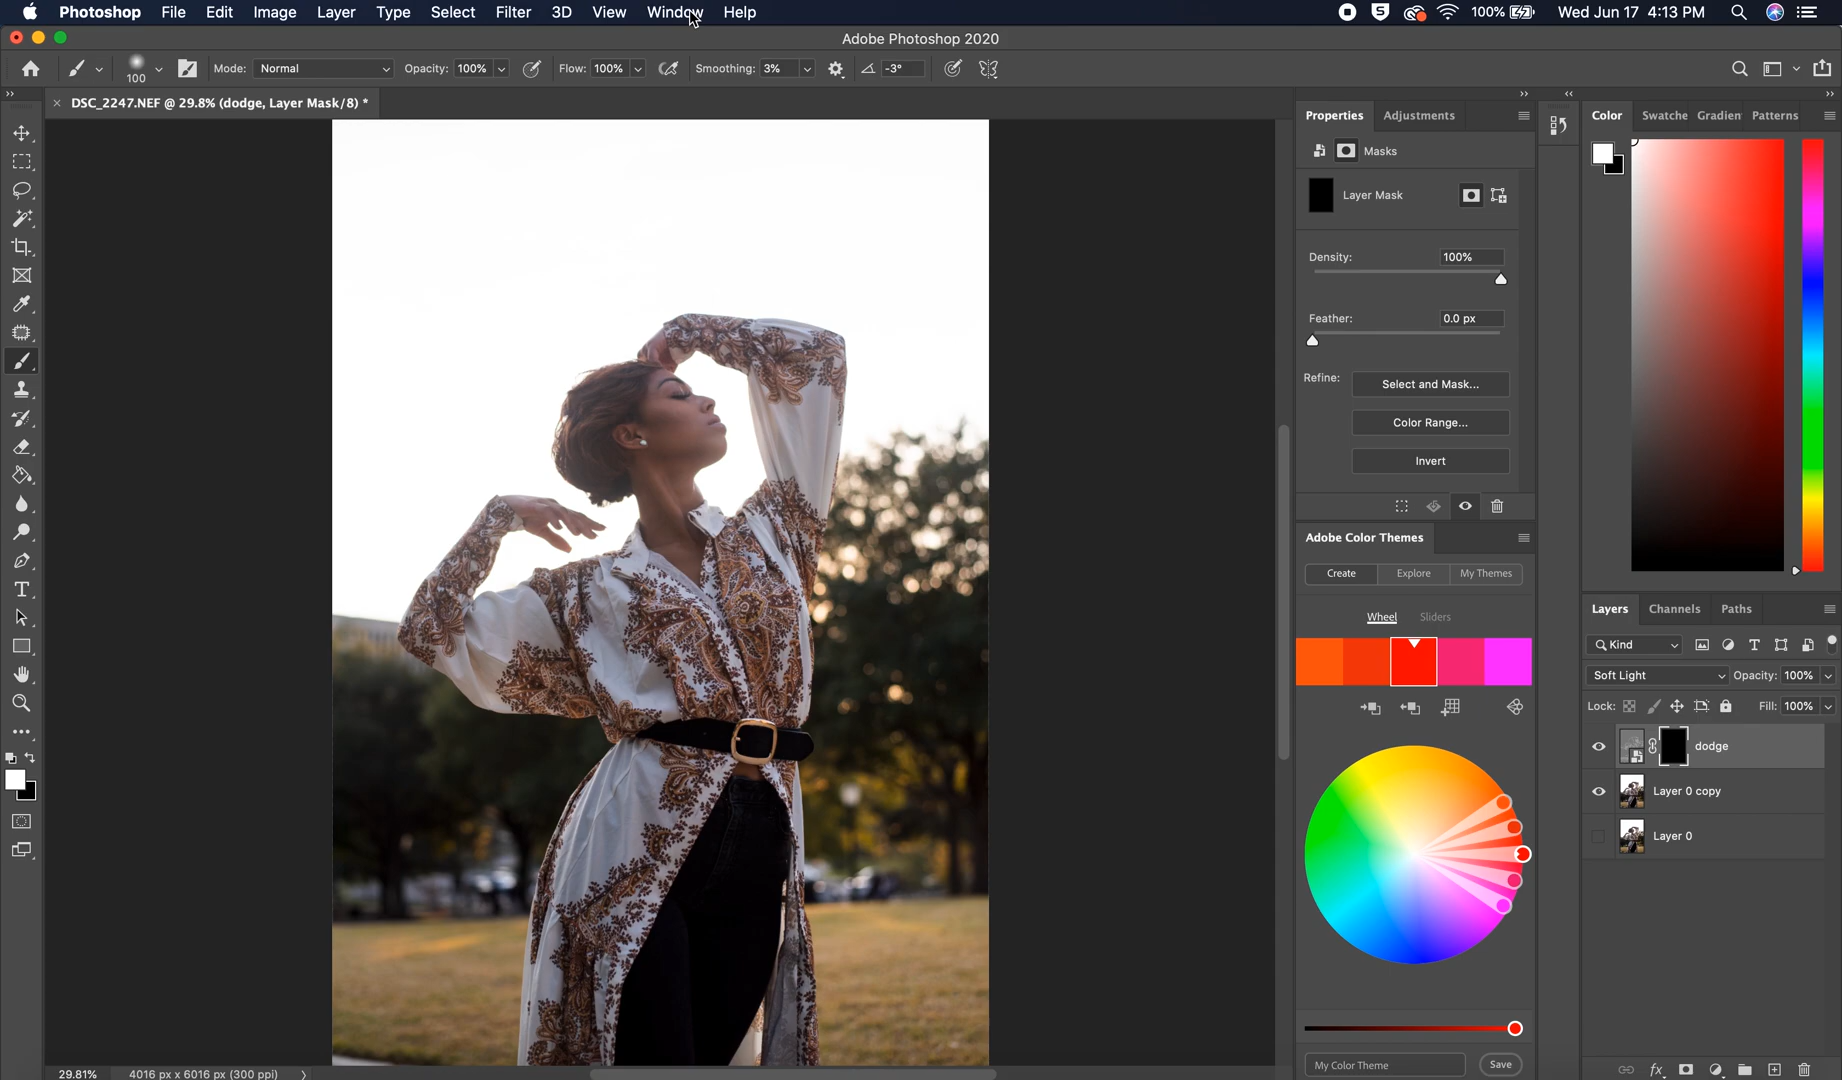 Photoshop File Edit Image Layer Type Select Filter 3D View Window Help 100% Wed Jun 17 4:13 PM
Adobe Photoshop 2020
100 Mode: Normal Opacity: 100% Flow: 100% Smoothing: 3% -3°
DSC_2247.NEF @ 29.8% (dodge, Layer Mask/8) *
Properties Adjustments
Masks
Layer Mask
Density: 100%
Feather: 0.0 px
Refine: Select and Mask...
Color Range...
Invert
Adobe Color Themes
Create Explore My Themes
Wheel Sliders
My Color Theme Save
Color Swatche Gradien Patterns
Layers Channels Paths
Kind
Soft Light Opacity: 100%
Lock: Fill: 100%
dodge
Layer 0 copy
Layer 0
fx
29.81% 4016 px x 6016 px (300 ppi)